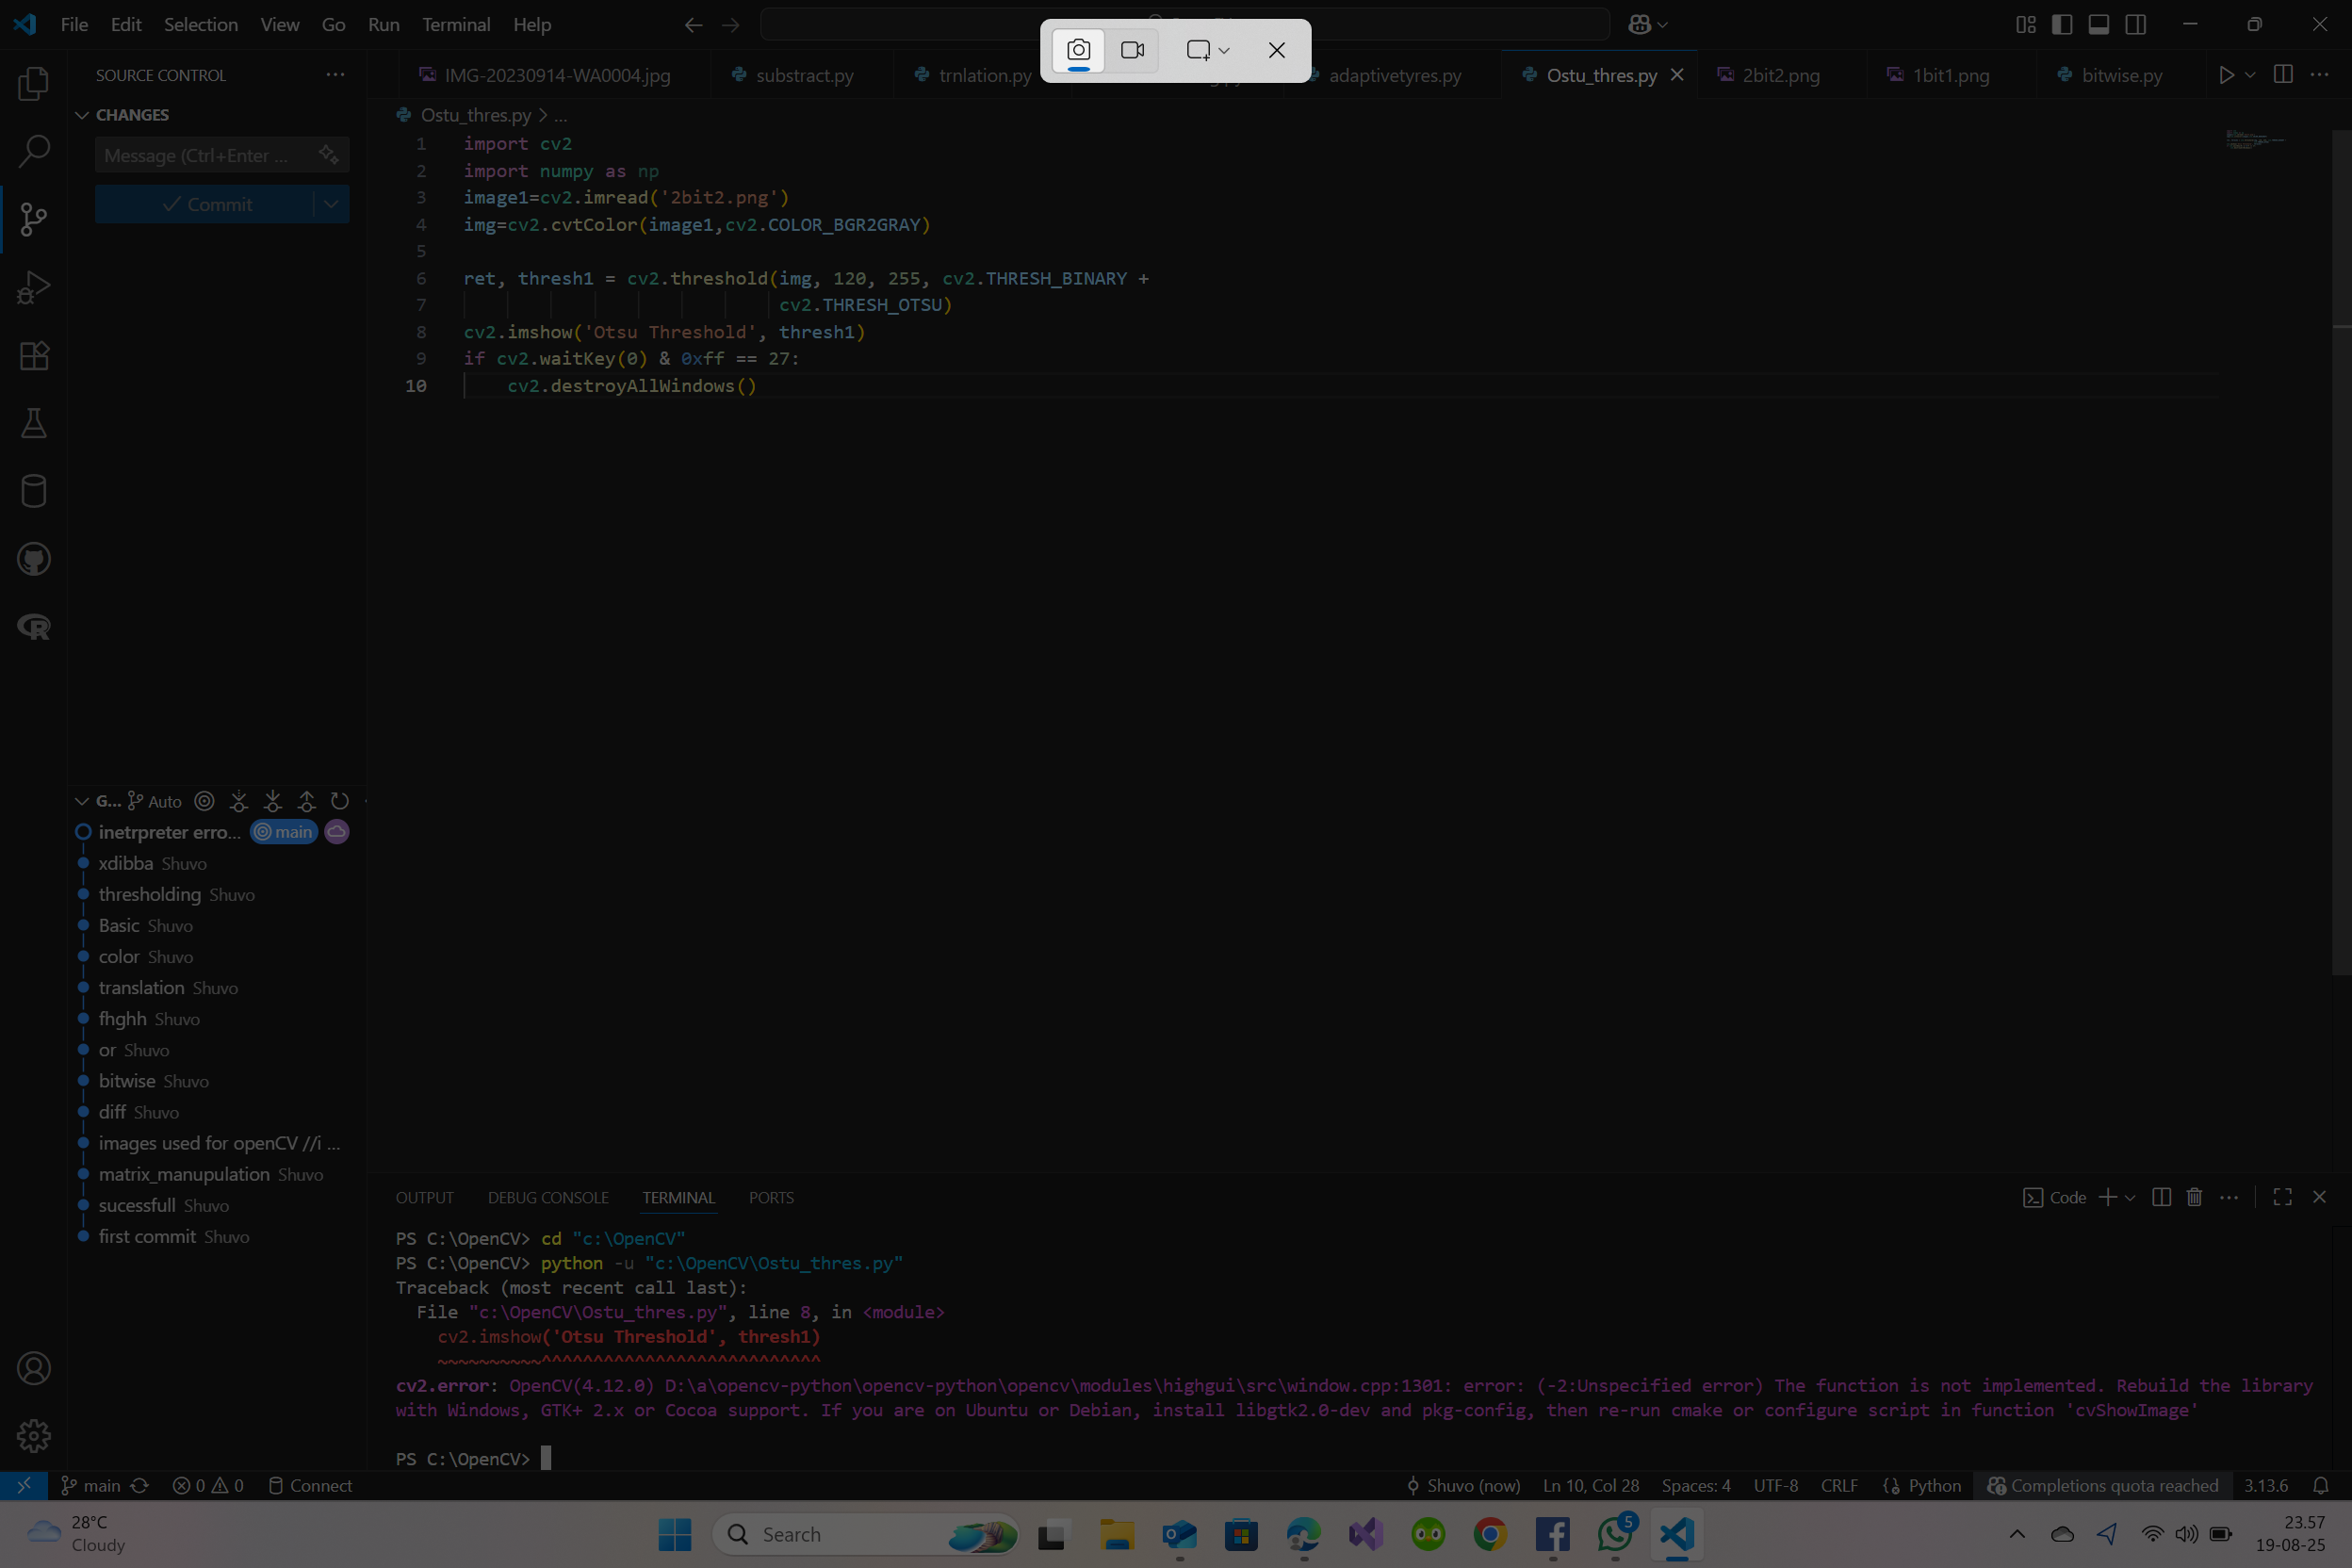 File Edit Selection View Go Run Terminal Help
SOURCE CONTROL
IMG-20230914-WA0004.jpg substract.py trnlation.py adaptivetyres.py Ostu_thres.py 2bit2.png 1bit1.png bitwise.py
CHANGES
Message (Ctrl+Enter ...
Commit
Ostu_thres.py > ...
1 import cv2
2 import numpy as np
3 image1=cv2.imread('2bit2.png')
4 img=cv2.cvtColor(image1,cv2.COLOR_BGR2GRAY)
5
6 ret, thresh1 = cv2.threshold(img, 120, 255, cv2.THRESH_BINARY +
7 cv2.THRESH_OTSU)
8 cv2.imshow('Otsu Threshold', thresh1)
9 if cv2.waitKey(0) & 0xff == 27:
10 cv2.destroyAllWindows()
G... Auto
inetrpreter erro... main
xdibba Shuvo
thresholding Shuvo
Basic Shuvo
color Shuvo
translation Shuvo
fhghh Shuvo
or Shuvo
bitwise Shuvo
diff Shuvo
images used for openCV //i ...
matrix_manupulation Shuvo
sucessfull Shuvo
first commit Shuvo
OUTPUT DEBUG CONSOLE TERMINAL PORTS
Code
PS C:\OpenCV> cd "c:\OpenCV"
PS C:\OpenCV> python -u "c:\OpenCV\Ostu_thres.py"
Traceback (most recent call last):
File "c:\OpenCV\Ostu_thres.py", line 8, in <module>
cv2.imshow('Otsu Threshold', thresh1)
~~~~~~~~~~^^^^^^^^^^^^^^^^^^^^^^^^^^^
cv2.error: OpenCV(4.12.0) D:\a\opencv-python\opencv-python\opencv\modules\highgui\src\window.cpp:1301: error: (-2:Unspecified error) The function is not implemented. Rebuild the library
with Windows, GTK+ 2.x or Cocoa support. If you are on Ubuntu or Debian, install libgtk2.0-dev and pkg-config, then re-run cmake or configure script in function 'cvShowImage'
PS C:\OpenCV>
main 0 0 Connect Shuvo (now) Ln 10, Col 28 Spaces: 4 UTF-8 CRLF Python Completions quota reached 3.13.6
28°C
Cloudy
Search
5
23.57
19-08-25